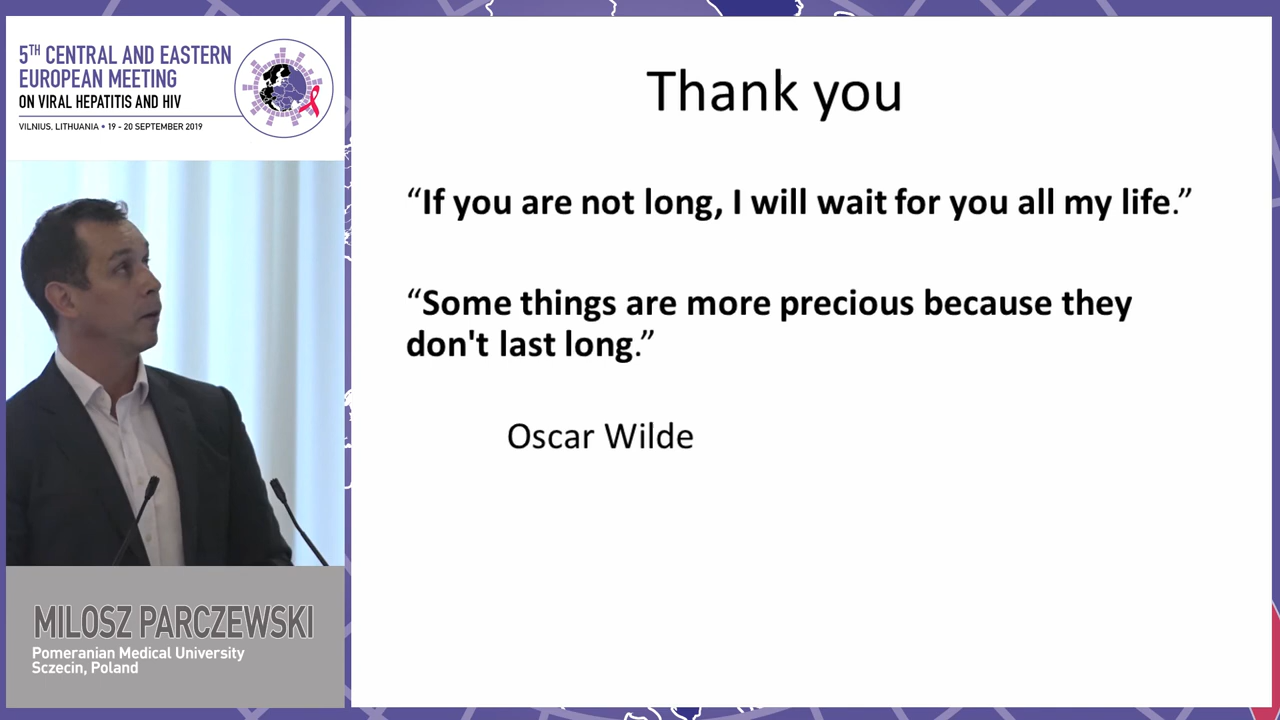 5TH CENTRAL AND EASTERN
EUROPEAN MEETING
ON VIRAL HEPATITIS AND HIV
VILNIUS, LITHUANIA • 19 - 20 SEPTEMBER 2019
Thank you
“If you are not long, I will wait for you all my life.”
“Some things are more precious because they
don't last long.”
Oscar Wilde
MILOSZ PARCZEWSKI
Pomeranian Medical University
Sczecin, Poland